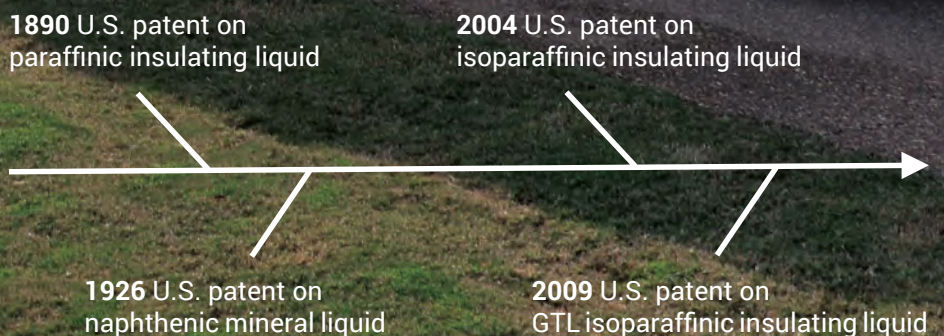 1890 U.S. patent on
paraffinic insulating liquid
2004 U.S. patent on
isoparaffinic insulating liquid
1926 U.S. patent on
naphthenic mineral liquid
2009 U.S. patent on
GTL isoparaffinic insulating liquid